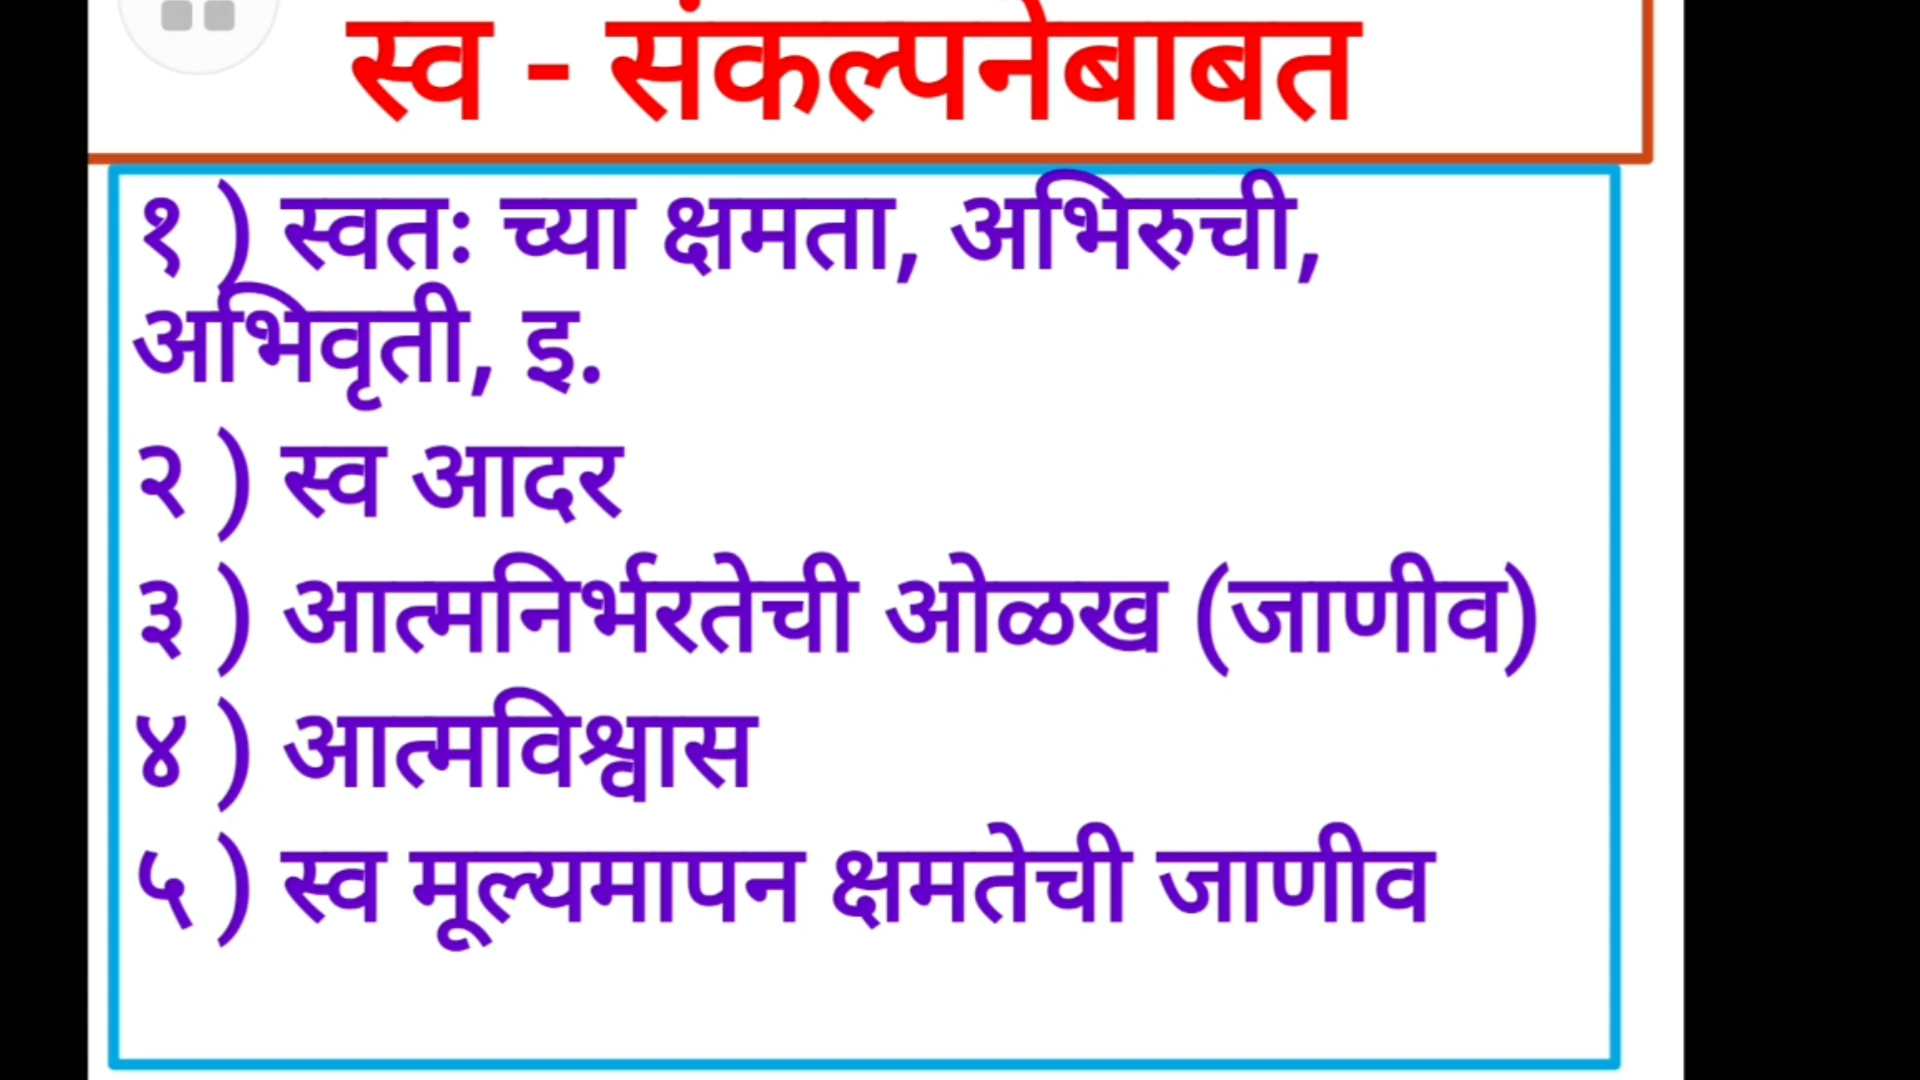 स्व - संकल्पनेबाबत
१ ) स्वतः च्या क्षमता, अभिरुची,
अभिवृती, इ.
२ ) स्व आदर
३ ) आत्मनिर्भरतेची ओळख (जाणीव)
४ ) आत्मविश्वास
५ ) स्व मूल्यमापन क्षमतेची जाणीव